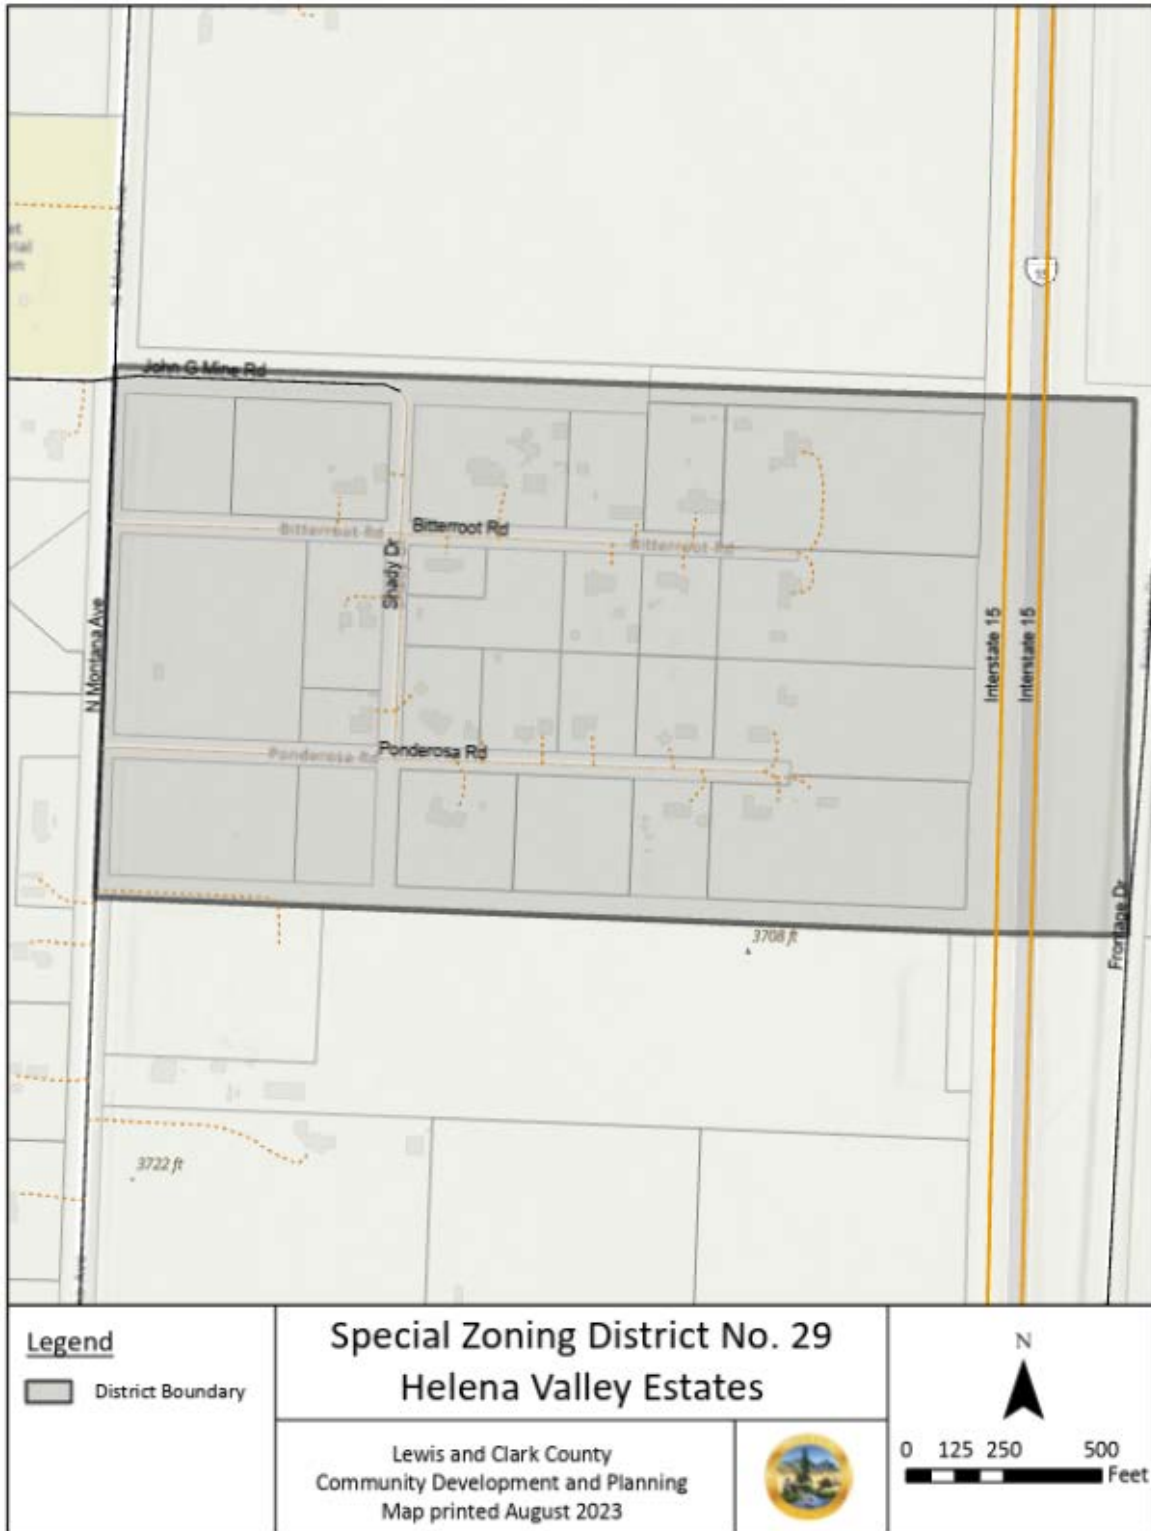 15
John G Mine Rd
Bitterroot Rd
Bitterroot Rd
Bitterroot Rd
Shady Dr
N Montana Ave
Interstate 15
Interstate 15
Ponderosa Rd
Ponderosa Rd
Frontage Dr
3708 ft
3722 ft
Ave
Legend
District Boundary
Special Zoning District No. 29
Helena Valley Estates
Lewis and Clark County
Community Development and Planning
Map printed August 2023
N
0 125 250 500
Feet